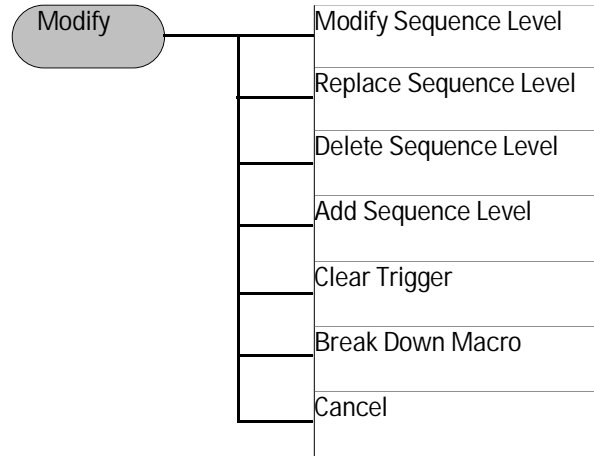 Modify
Modify Sequence Level
Replace Sequence Level
Delete Sequence Level
Add Sequence Level
Clear Trigger
Break Down Macro
Cancel